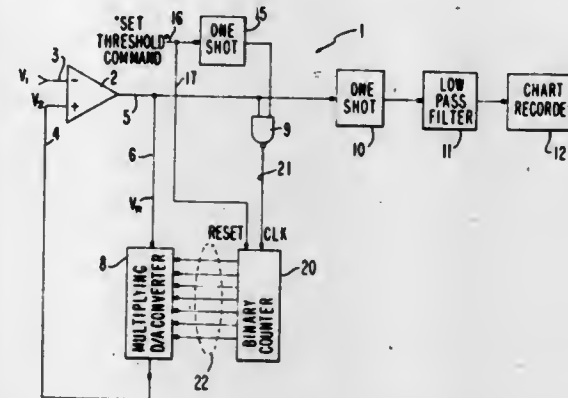 "SET
THRESHOLD"
COMMAND
16
15
ONE
SHOT
1
V1
3
2
V2
4
5
17
9
ONE
SHOT
10
LOW
PASS
FILTER
11
CHART
RECORDE
12
6
21
VR
RESET
CLK
8
MULTIPLYING
D/A CONVERTER
BINARY
COUNTER
20
22